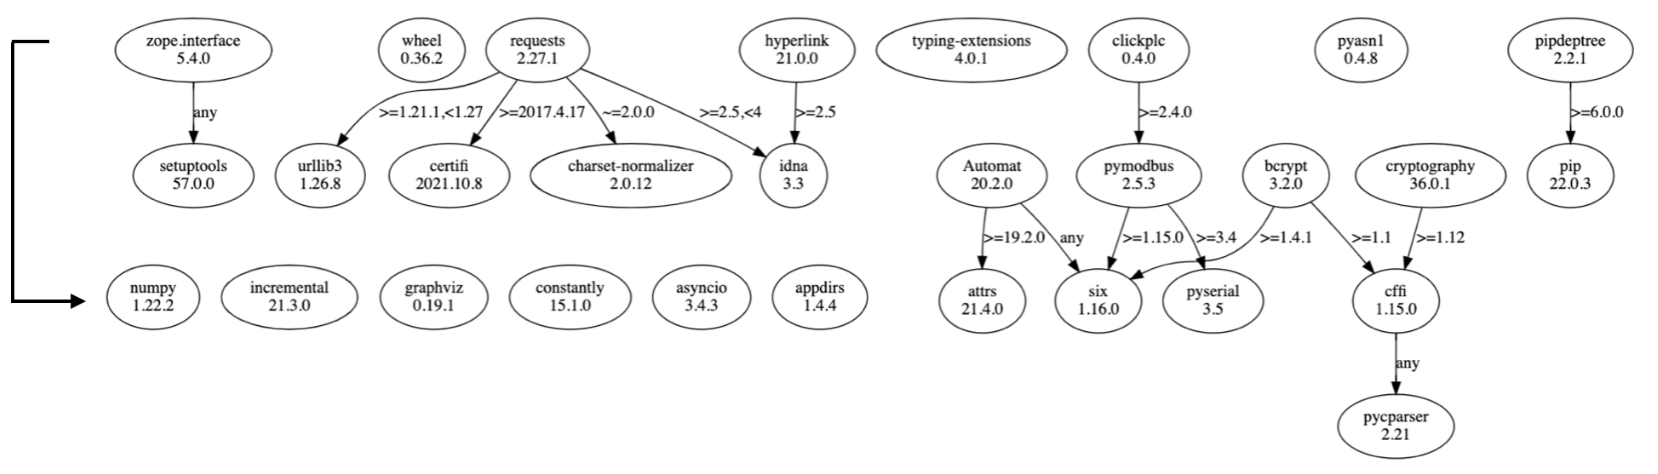 zope.interface
5.4.0
wheel
0.36.2
requests
2.27.1
hyperlink
21.0.0
typing-extensions
4.0.1
clickplc
0.4.0
pyasn1
0.4.8
pipdeptree
2.2.1
any
>=1.21.1,<1.27
>=2017.4.17
~=2.0.0
>=2.5,<4
>=2.5
>=2.4.0
>=6.0.0
setuptools
57.0.0
urllib3
1.26.8
certifi
2021.10.8
charset-normalizer
2.0.12
idna
3.3
Automat
20.2.0
pymodbus
2.5.3
bcrypt
3.2.0
cryptography
36.0.1
pip
22.0.3
>=19.2.0
any
>=1.15.0
>=3.4
>=1.4.1
>=1.1
>=1.12
numpy
1.22.2
incremental
21.3.0
graphviz
0.19.1
constantly
15.1.0
asyncio
3.4.3
appdirs
1.4.4
attrs
21.4.0
six
1.16.0
pyserial
3.5
cffi
1.15.0
any
pycparser
2.21